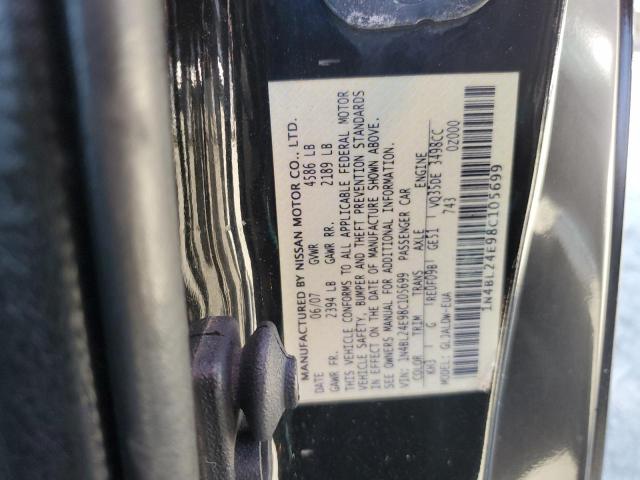 MANUFACTURED BY NISSAN MOTOR CO., LTD.
DATE 06/07 GVWR 4586 LB
GAWR FR. 2394 LB GAWR RR. 2189 LB
THIS VEHICLE CONFORMS TO ALL APPLICABLE FEDERAL MOTOR
VEHICLE SAFETY, BUMPER AND THEFT PREVENTION STANDARDS
IN EFFECT ON THE DATE OF MANUFACTURE SHOWN ABOVE.
SEE OWNERS MANUAL FOR ADDITIONAL INFORMATION.
VIN: 1N4BL24E98C105699 PASSENGER CAR
COLOR TRIM TRANS AXLE ENGINE
KH3 G RE0F09B GE51 VQ35DE 3498CC
743 0Z000
MODEL: GLJALDW-EUA
1N4BL24E98C105699